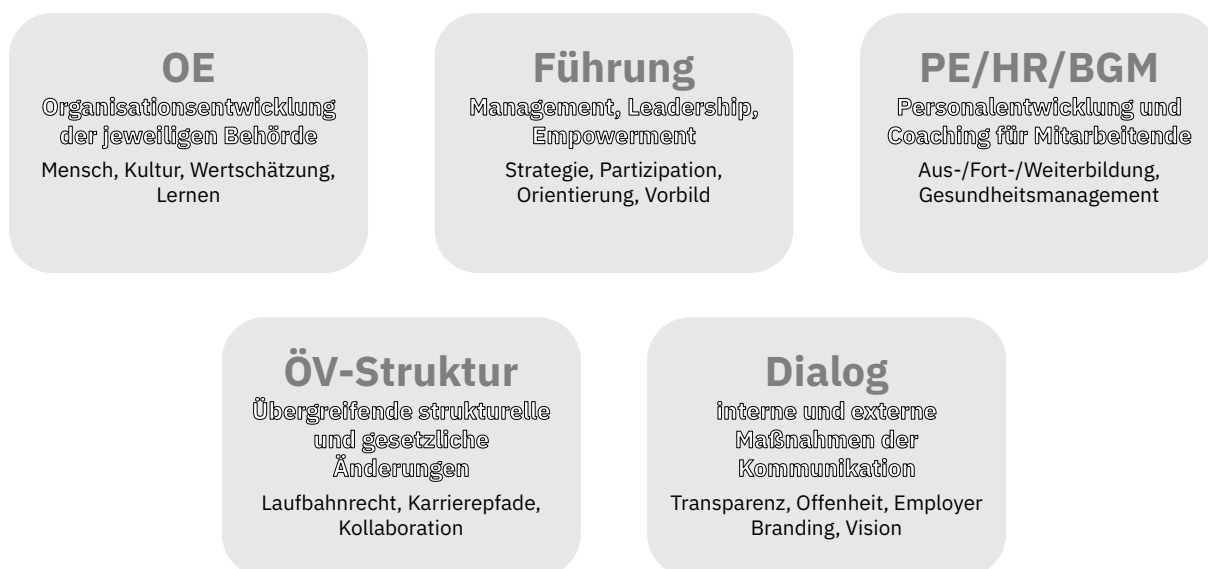 OE
Organisationsentwicklung
der jeweiligen Behörde
Mensch, Kultur, Wertschätzung,
Lernen
Führung
Management, Leadership,
Empowerment
Strategie, Partizipation,
Orientierung, Vorbild
PE/HR/BGM
Personalentwicklung und
Coaching für Mitarbeitende
Aus-/Fort-/Weiterbildung,
Gesundheitsmanagement
ÖV-Struktur
Übergreifende strukturelle
und gesetzliche
Änderungen
Laufbahnrecht, Karrierepfade,
Kollaboration
Dialog
interne und externe
Maßnahmen der
Kommunikation
Transparenz, Offenheit, Employer
Branding, Vision